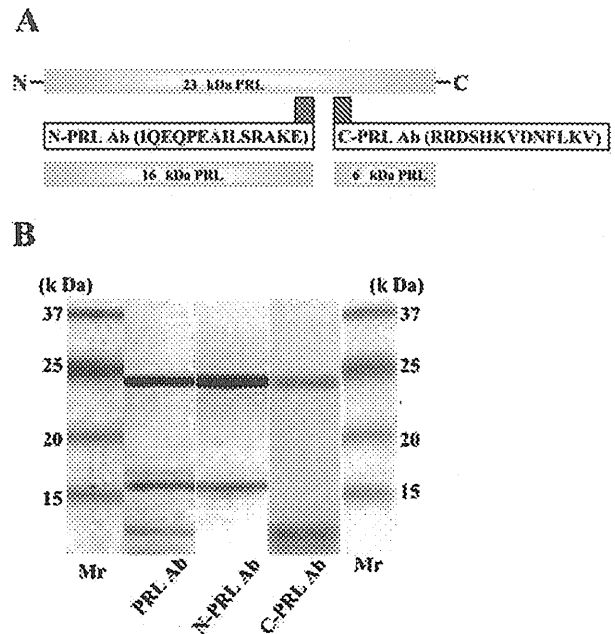 A
N C
23 kDa PRL
N-PRL Ab (IQEQPEAILSRAKE) C-PRL Ab (RRDSHKVDNFLKV)
16 kDa PRL 6 kDa PRL
B
(k Da) (k Da)
37 37
25 25
20 20
15 15
Mr PRL Ab N-PRL Ab C-PRL Ab Mr